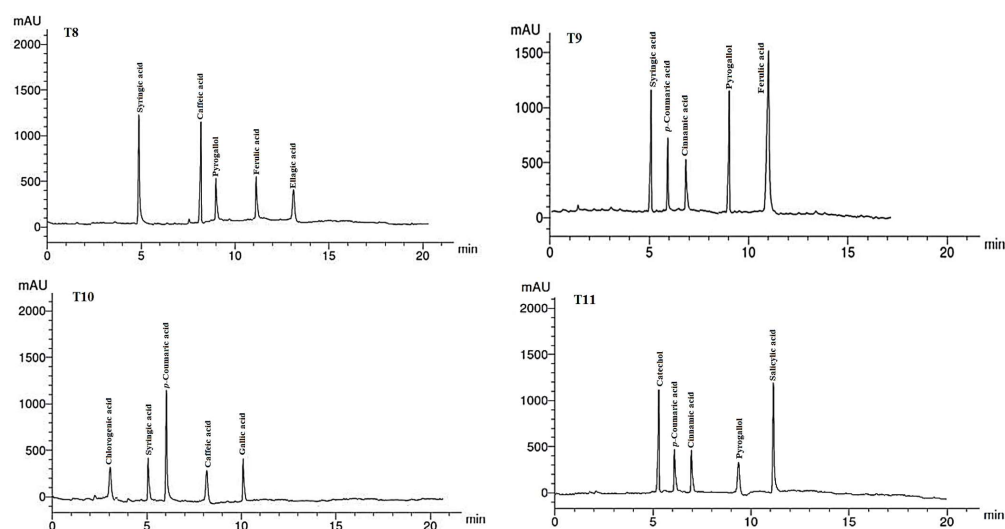 mAU
T8
2000
1500
1000
500
0
Syringic acid
Caffeic acid
Pyrogallol
Ferulic acid
Ellagic acid
0 5 10 15 20 min
mAU
T9
1500
1000
500
0
Syringic acid
p-Coumaric acid
Cinnamic acid
Pyrogallol
Ferulic acid
0 5 10 15 20 min
mAU
T10
2000
1500
1000
500
0
Chlorogenic acid
Syringic acid
p-Coumaric acid
Caffeic acid
Gallic acid
0 5 10 15 20 min
mAU
T11
2000
1500
1000
500
0
Catechol
p-Coumaric acid
Cinnamic acid
Pyrogallol
Salicylic acid
0 5 10 15 20 min